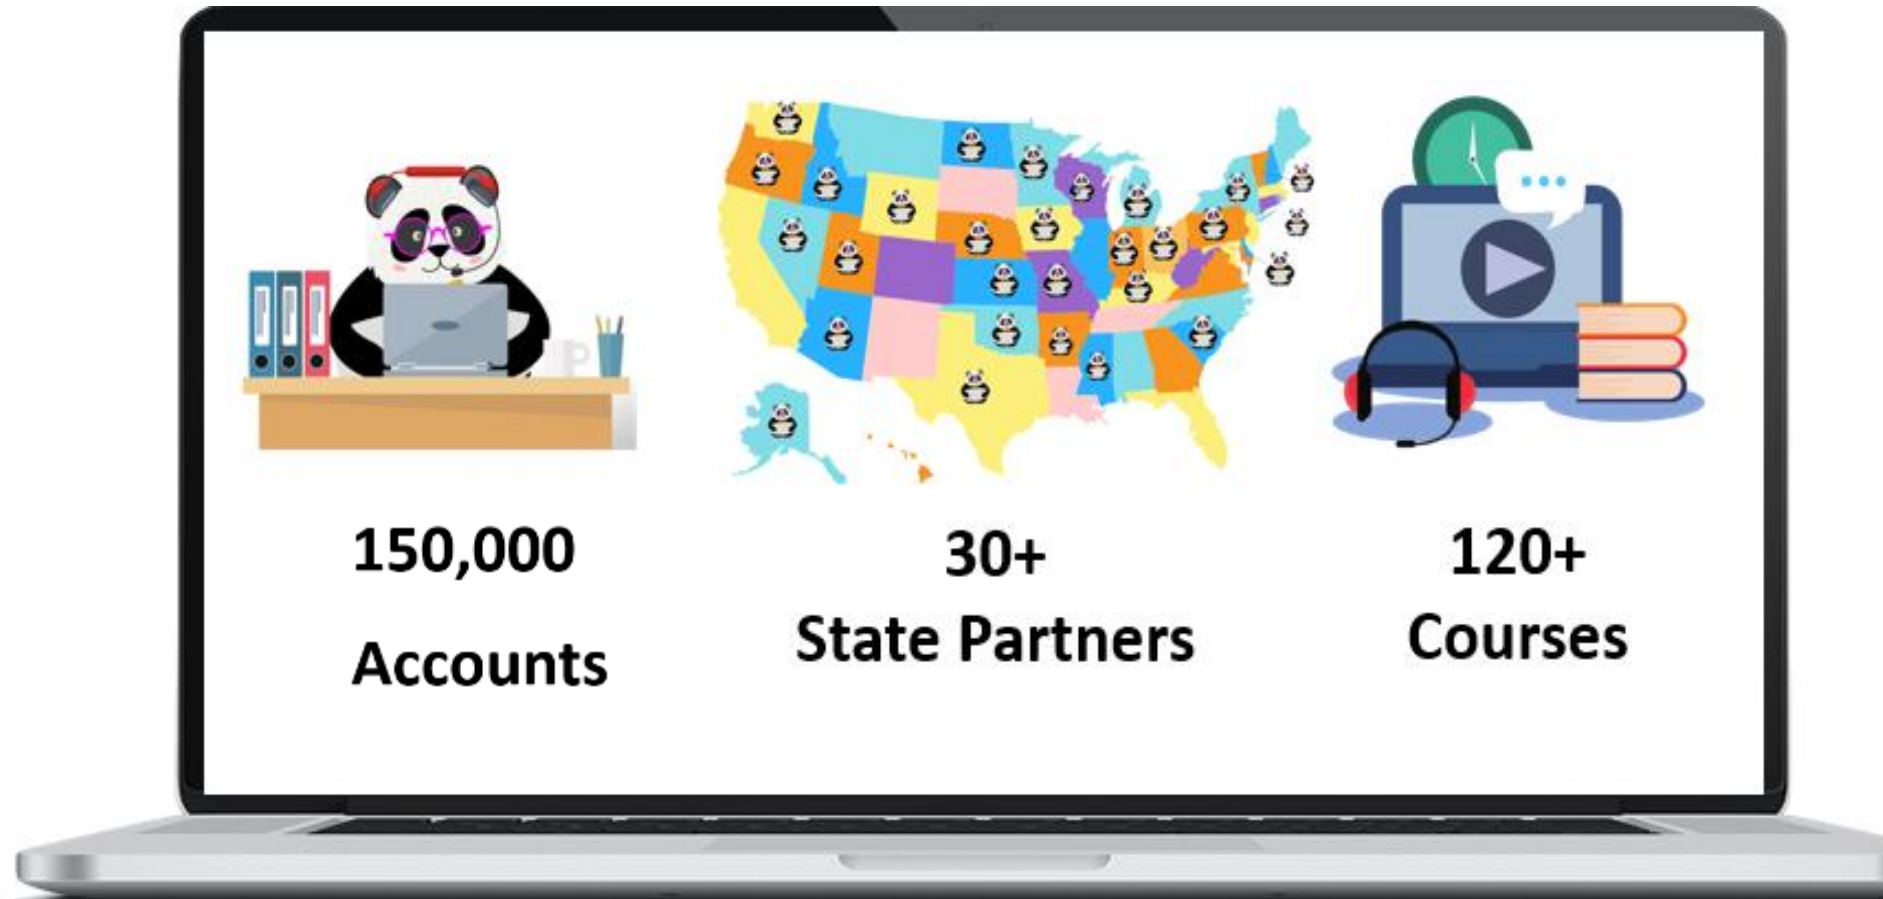 150,000
Accounts
30+
State Partners
120+
Courses